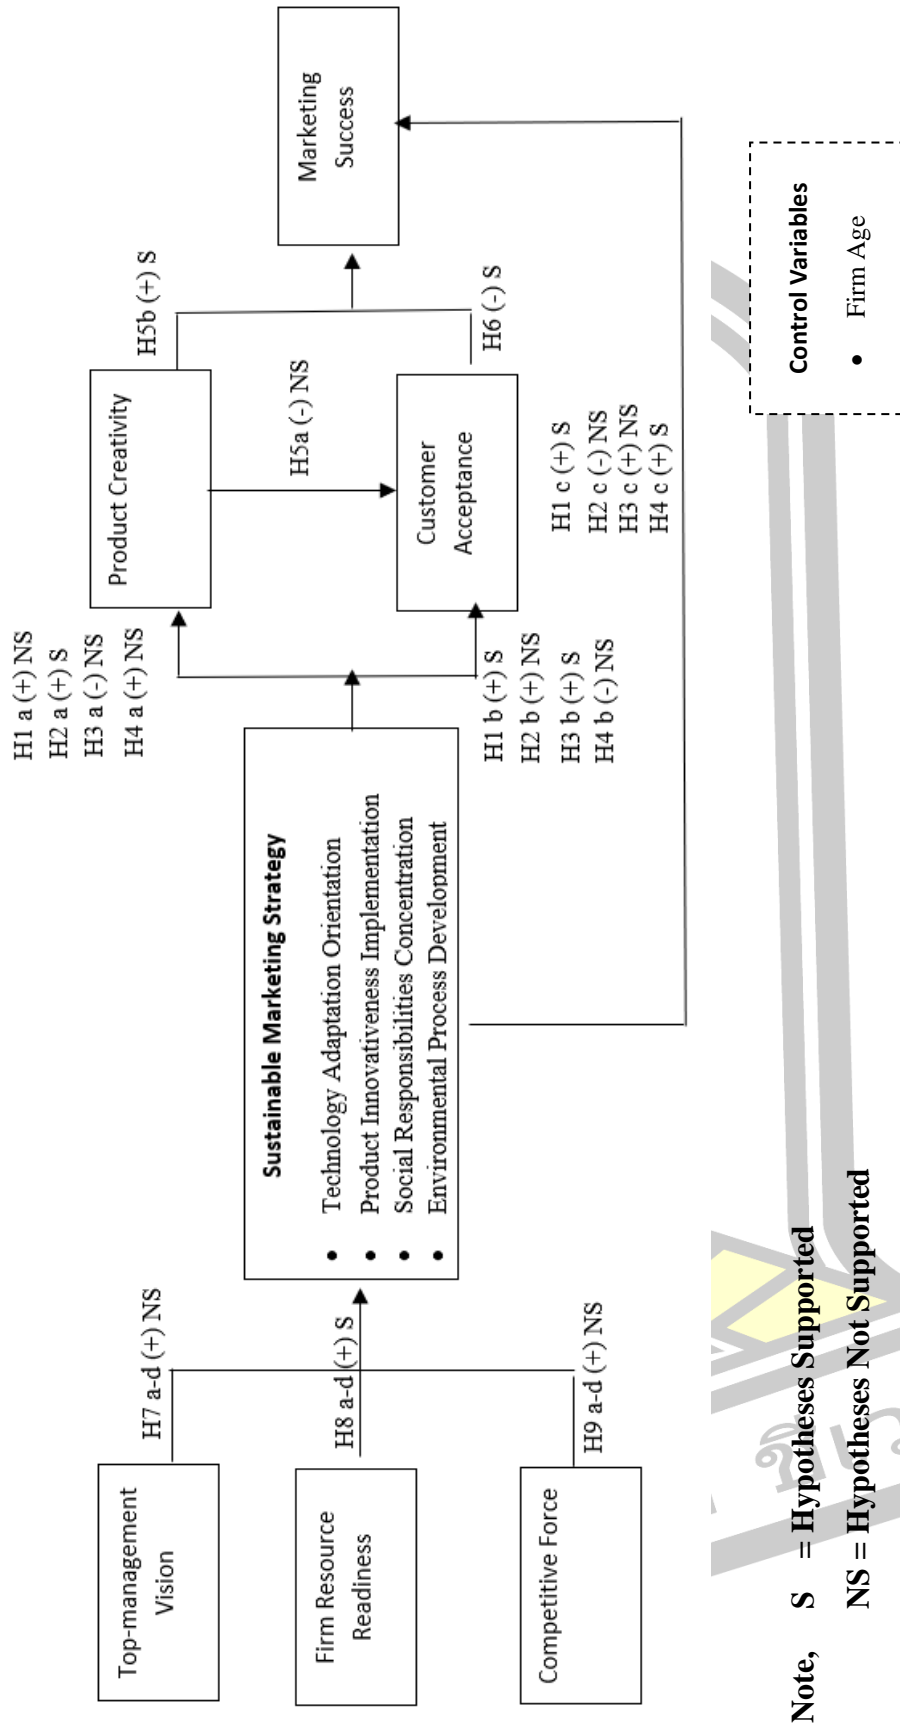 Top-management
Vision
Firm Resource
Readiness
Competitive Force
H7 a-d (+) NS
H8 a-d (+) S
H9 a-d (+) NS
Sustainable Marketing Strategy
• Technology Adaptation Orientation
• Product Innovativeness Implementation
• Social Responsibilities Concentration
• Environmental Process Development
H1 a (+) NS
H2 a (+) S
H3 a (-) NS
H4 a (+) NS
H1 b (+) S
H2 b (+) NS
H3 b (+) S
H4 b (-) NS
Product Creativity
H5a (-) NS
Customer
Acceptance
H5b (+) S
H6 (-) S
H1 c (+) S
H2 c (-) NS
H3 c (+) NS
H4 c (+) S
Marketing
Success
Control Variables
• Firm Age
Note, S = Hypotheses Supported
NS = Hypotheses Not Supported